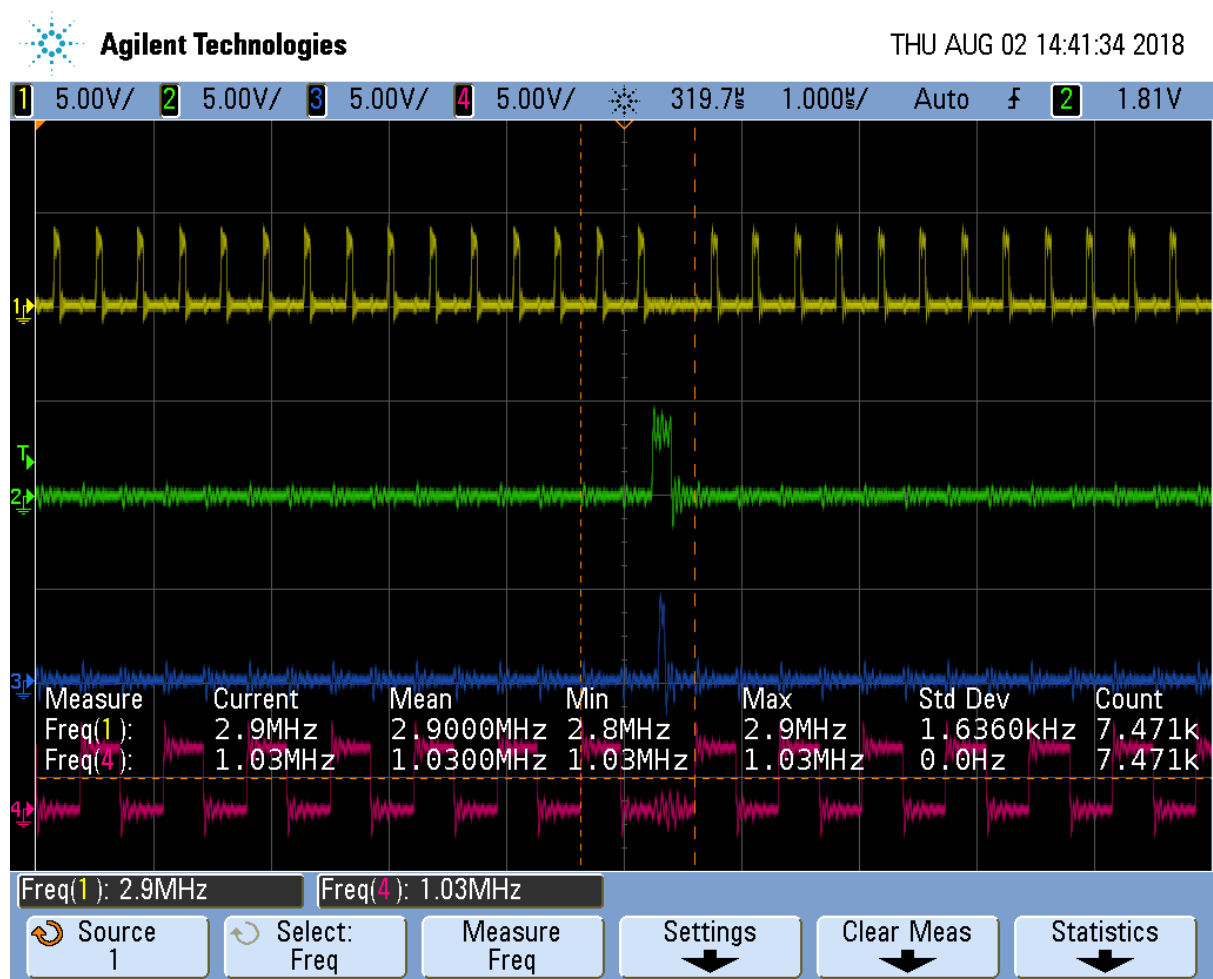 Agilent Technologies THU AUG 02 14:41:34 2018
1 5.00V/ 2 5.00V/ 3 5.00V/ 4 5.00V/ 319.7µs 1.000µs/ Auto 2 1.81V
1
T
2
3
Measure Current Mean Min Max Std Dev Count
Freq(1): 2.9MHz 2.9000MHz 2.8MHz 2.9MHz 1.6360kHz 7.471k
Freq(4): 1.03MHz 1.0300MHz 1.03MHz 1.03MHz 0.0Hz 7.471k
4
Freq(1): 2.9MHz Freq(4): 1.03MHz
Source Select: Measure Settings Clear Meas Statistics
1 Freq Freq